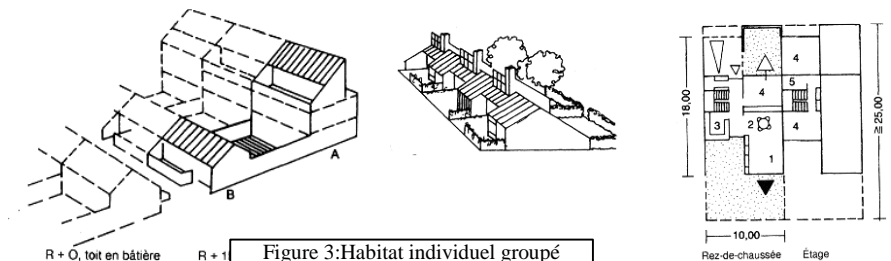 A
B
R + O, toit en bâtière
R + 1
Figure 3:Habitat individuel groupé
18,00
≥ 25,00
4
5
4
3
2
4
1
10,00
Rez-de-chaussée
Étage